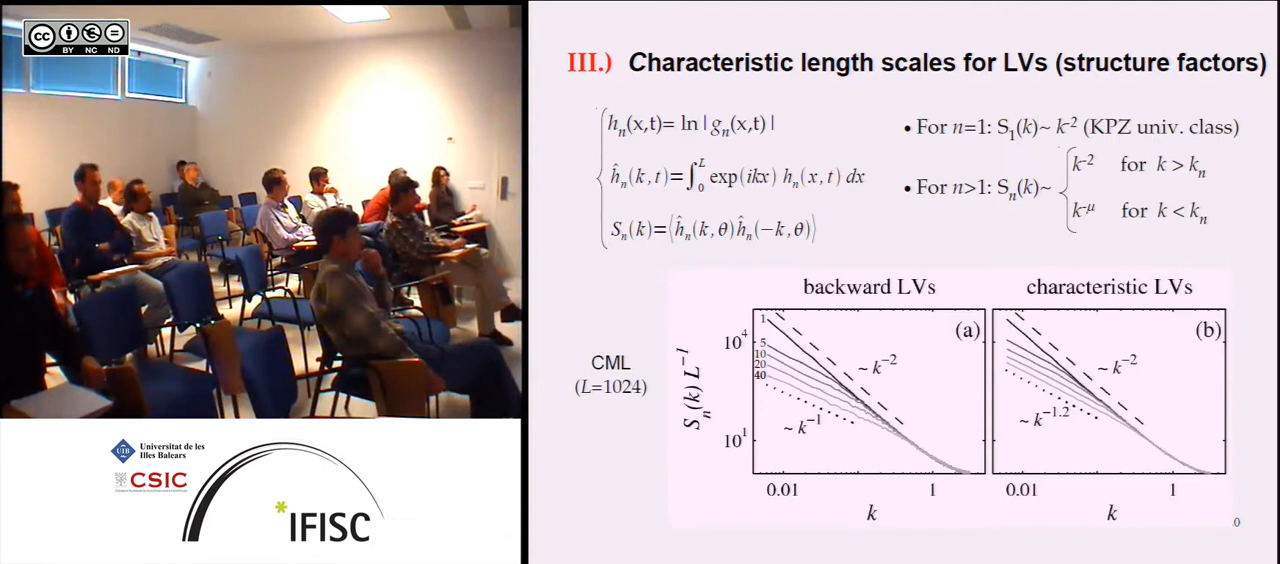 cc
BY NC ND
III.) Characteristic length scales for LVs (structure factors)
hₙ(x,t)= ln | gₙ(x,t) |
ĥₙ(k,t)=∫₀ᴸ exp(ikx) hₙ(x,t) dx
Sₙ(k)=⟨ĥₙ(k,θ)ĥₙ(−k,θ)⟩
• For n=1: S₁(k)~ k⁻² (KPZ univ. class)
• For n>1: Sₙ(k)~
k⁻² for k > kₙ
k^-μ for k < kₙ
CML
(L=1024)
backward LVs
characteristic LVs
Sₙ(k) L⁻¹
10⁴
10¹
1
5
10
20
40
(a)
~ k⁻²
~ k⁻¹
0.01
1
k
(b)
~ k⁻²
~ k^-1.2
0.01
1
k
UIB
Universitat de les
Illes Balears
CSIC
*IFISC